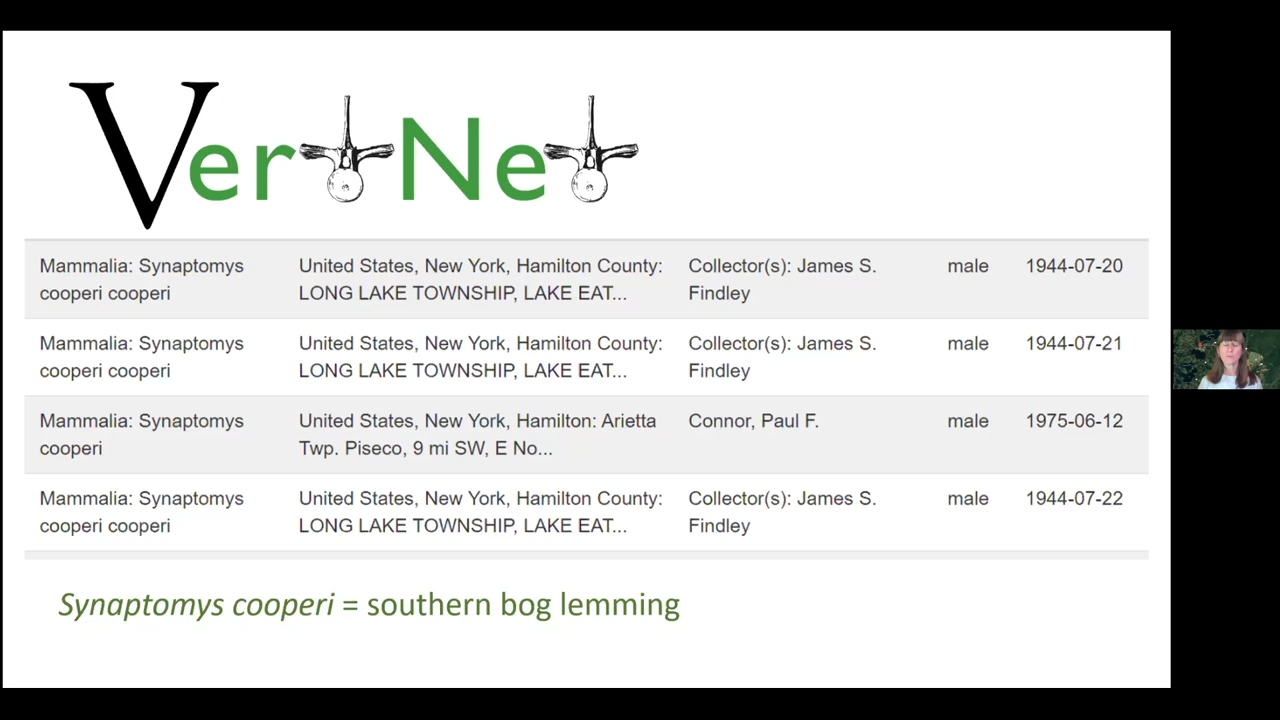 VertNet
Mammalia: Synaptomys
cooperi cooperi
United States, New York, Hamilton County:
LONG LAKE TOWNSHIP, LAKE EAT...
Collector(s): James S.
Findley
male
1944-07-20
Mammalia: Synaptomys
cooperi cooperi
United States, New York, Hamilton County:
LONG LAKE TOWNSHIP, LAKE EAT...
Collector(s): James S.
Findley
male
1944-07-21
Mammalia: Synaptomys
cooperi
United States, New York, Hamilton: Arietta
Twp. Piseco, 9 mi SW, E No...
Connor, Paul F.
male
1975-06-12
Mammalia: Synaptomys
cooperi cooperi
United States, New York, Hamilton County:
LONG LAKE TOWNSHIP, LAKE EAT...
Collector(s): James S.
Findley
male
1944-07-22
Synaptomys cooperi = southern bog lemming